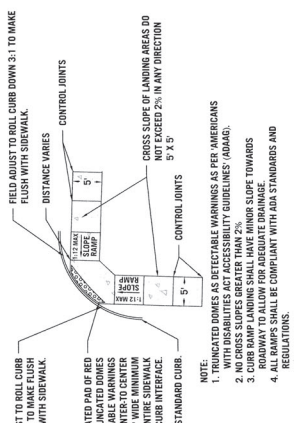 FIELD ADJUST TO ROLL CURB DOWN 3:1 TO MAKE
FLUSH WITH SIDEWALK.
DISTANCE VARIES
CONTROL JOINTS
5'
1:12 MAX
SLOPE
RAMP
CROSS SLOPE OF LANDING AREAS DO
NOT EXCEED 2% IN ANY DIRECTION
5' X 5'
1:12 MAX
SLOPE
RAMP
5'
CONTROL JOINTS
ST TO ROLL CURB
TO MAKE FLUSH
WITH SIDEWALK.
ATED PAD OF RED
UNCATED DOMES
ABLE WARNINGS
ENTER-TO CENTER
WIDE MINIMUM
NTIRE SIDEWALK
CURB INTERFACE.
STANDARD CURB.
NOTE:
1. TRUNCATED DOMES AS DETECTABLE WARNINGS AS PER 'AMERICANS
WITH DISABILITIES ACT ACCESSIBILITY GUIDELINES' (ADAAG).
2. NO CROSS SLOPES GREATER THAN 2%
3. CURB RAMP LANDING SHALL HAVE MINOR SLOPE TOWARDS
ROADWAY TO ALLOW FOR ADEQUATE DRAINAGE.
4. ALL RAMPS SHALL BE COMPLIANT WITH ADA STANDARDS AND
REGULATIONS.